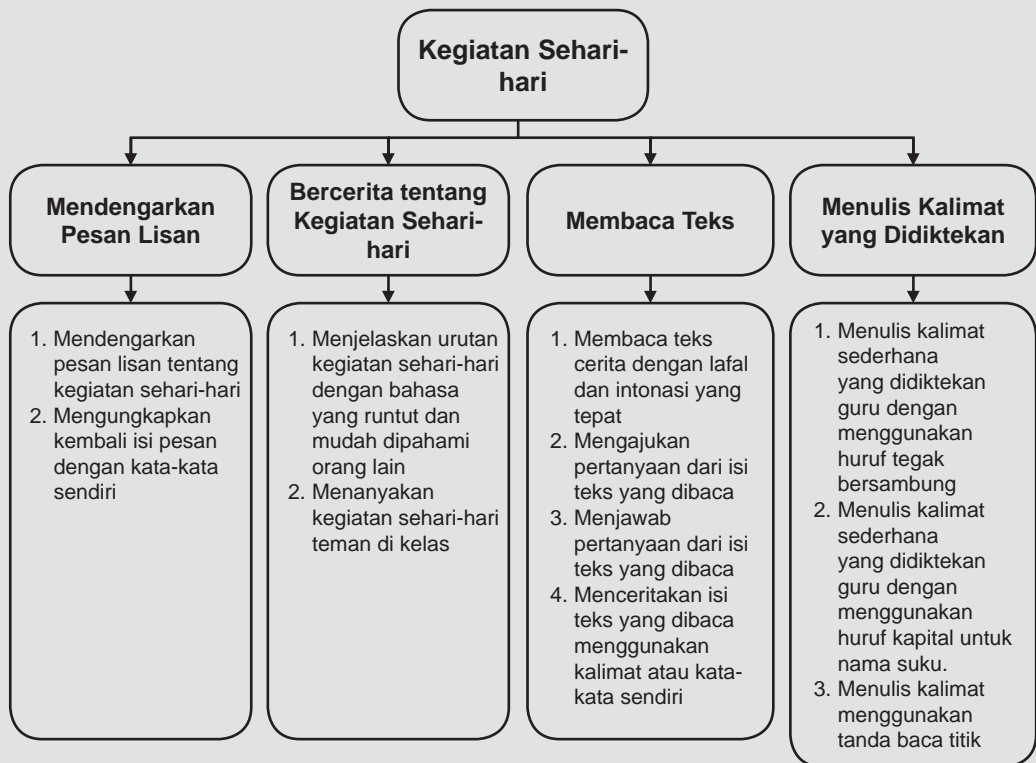 Kegiatan Sehari-
hari
Mendengarkan
Pesan Lisan
Bercerita tentang
Kegiatan Sehari-
hari
Membaca Teks
Menulis Kalimat
yang Didiktekan
1. Mendengarkan
pesan lisan tentang
kegiatan sehari-hari
2. Mengungkapkan
kembali isi pesan
dengan kata-kata
sendiri
1. Menjelaskan urutan
kegiatan sehari-hari
dengan bahasa
yang runtut dan
mudah dipahami
orang lain
2. Menanyakan
kegiatan sehari-hari
teman di kelas
1. Membaca teks
cerita dengan lafal
dan intonasi yang
tepat
2. Mengajukan
pertanyaan dari isi
teks yang dibaca
3. Menjawab
pertanyaan dari isi
teks yang dibaca
4. Menceritakan isi
teks yang dibaca
menggunakan
kalimat atau kata-
kata sendiri
1. Menulis kalimat
sederhana
yang didiktekan
guru dengan
menggunakan
huruf tegak
bersambung
2. Menulis kalimat
sederhana
yang didiktekan
guru dengan
menggunakan
huruf kapital untuk
nama suku.
3. Menulis kalimat
menggunakan
tanda baca titik